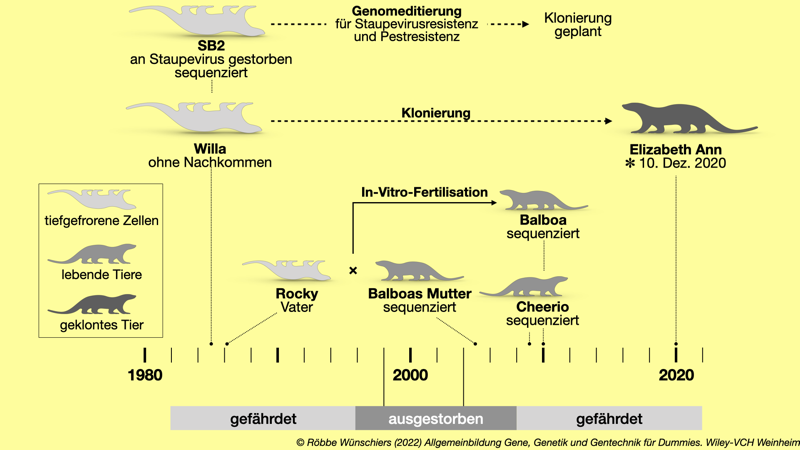 Genomeditierung
für Staupevirusresistenz
und Pestresistenz
Klonierung
geplant
SB2
an Staupevirus gestorben
sequenziert
Klonierung
Willa
ohne Nachkommen
Elizabeth Ann
✻ 10. Dez. 2020
tiefgefrorene Zellen
lebende Tiere
geklontes Tier
In-Vitro-Fertilisation
Balboa
sequenziert
×
Rocky
Vater
Balboas Mutter
sequenziert
Cheerio
sequenziert
1980
2000
2020
gefährdet
ausgestorben
gefährdet
© Röbbe Wünschiers (2022) Allgemeinbildung Gene, Genetik und Gentechnik für Dummies. Wiley-VCH Weinheim